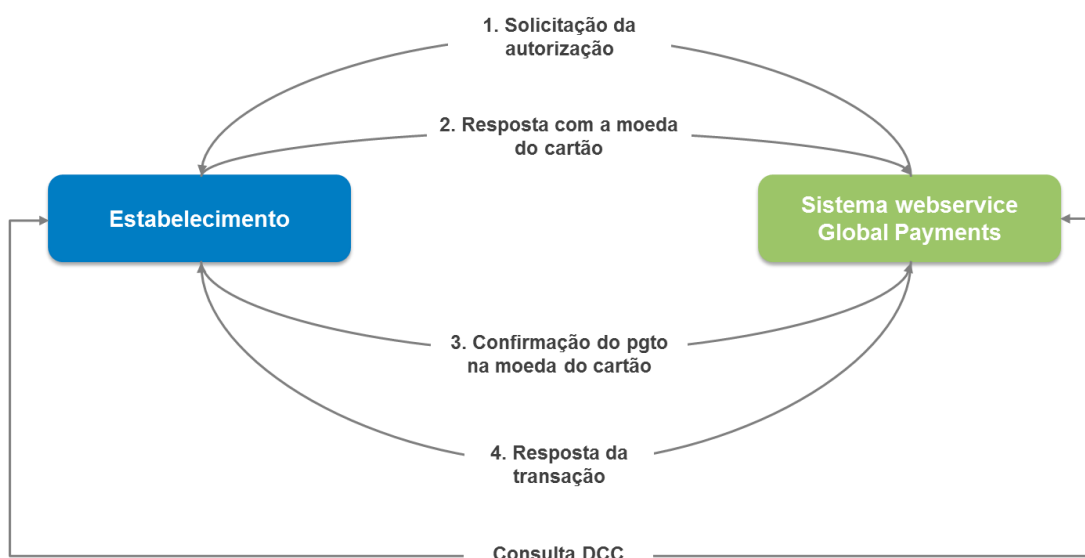 1. Solicitação da
autorização
2. Resposta com a moeda
do cartão
Estabelecimento
Sistema webservice
Global Payments
3. Confirmação do pgto
na moeda do cartão
4. Resposta da
transação
Consulta DCC